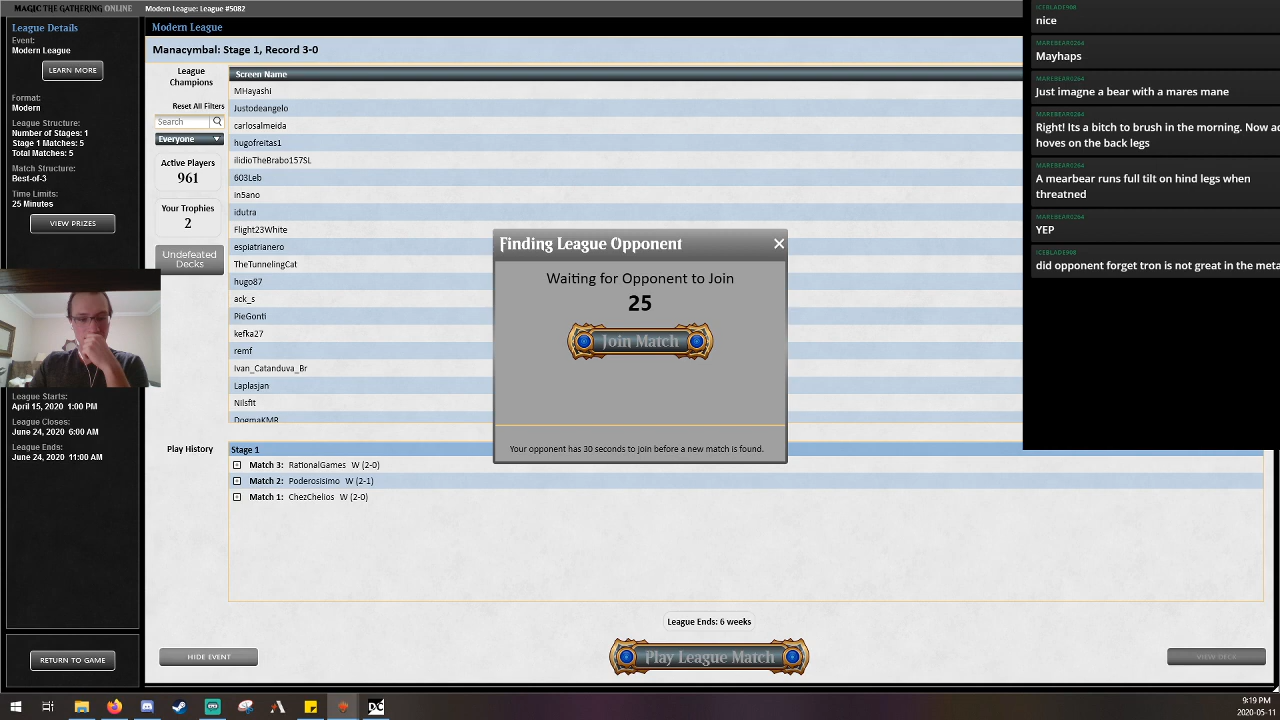 MAGIC THE GATHERING ONLINE
Modern League: League #5082
League Details
Event:
Modern League
LEARN MORE
Format:
Modern
League Structure:
Number of Stages: 1
Stage 1 Matches: 5
Total Matches: 5
Match Structure:
Best-of-3
Time Limits:
25 Minutes
VIEW PRIZES
League Starts:
April 15, 2020 1:00 PM
League Closes:
June 24, 2020 6:00 AM
League Ends:
June 24, 2020 11:00 AM
RETURN TO GAME
Modern League
Manacymbal: Stage 1, Record 3-0
League
Champions
Reset All Filters
Search
Everyone
Active Players
961
Your Trophies
2
Undefeated
Decks
Screen Name
MHayashi
Justodeangelo
carlosalmeida
hugofreitas1
ilidioTheBrabo157SL
603Leb
in5ano
idutra
Flight23White
espiatrianero
TheTunnelingCat
hugo87
ack_s
PieGonti
kefka27
remf
Ivan_Catanduva_Br
Laplasjan
Nilsfit
DogmaKMR
Finding League Opponent
Waiting for Opponent to Join
25
Join Match
Your opponent has 30 seconds to join before a new match is found.
Play History
Stage 1
Match 3: RationalGames W (2-0)
Match 2: Poderosisimo W (2-1)
Match 1: ChezChelios W (2-0)
League Ends: 6 weeks
HIDE EVENT
Play League Match
VIEW DECK
ICEBLADE908
nice
MAREBEAR0264
Mayhaps
MAREBEAR0264
Just imagne a bear with a mares mane
MAREBEAR0264
Right! Its a bitch to brush in the morning. Now ad
hoves on the back legs
MAREBEAR0264
A mearbear runs full tilt on hind legs when
threatned
MAREBEAR0264
YEP
ICEBLADE908
did opponent forget tron is not great in the meta
9:19 PM
2020-05-11